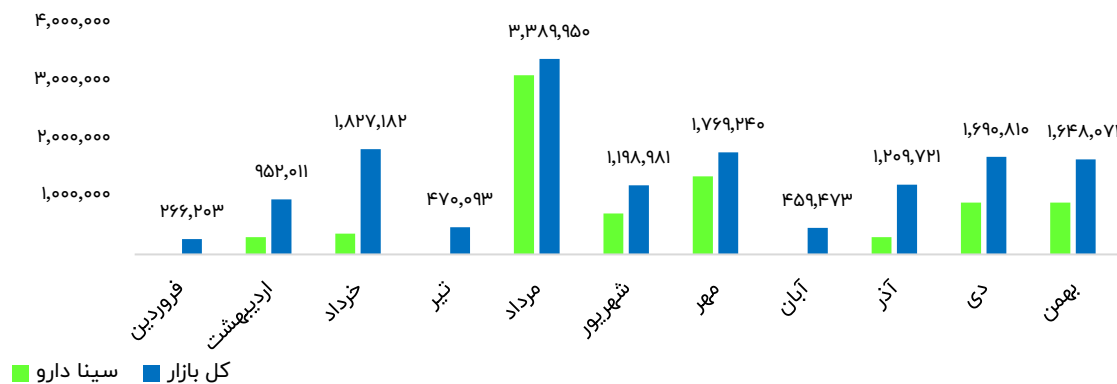 ۴,۰۰۰,۰۰۰
۳,۰۰۰,۰۰۰
۲,۰۰۰,۰۰۰
۱,۰۰۰,۰۰۰
۲۶۶,۲۰۳
۹۵۲,۰۱۱
۱,۸۲۷,۱۸۲
۴۷۰,۰۹۳
۳,۳۸۹,۹۵۰
۱,۱۹۸,۹۸۱
۱,۷۶۹,۲۴۰
۴۵۹,۴۷۳
۱,۲۰۹,۷۲۱
۱,۶۹۰,۸۱۰
فروردین
اردیبهشت
خرداد
تیر
مرداد
شهریور
مهر
آبان
آذر
دی
بهمن
کل بازار
سینا دارو